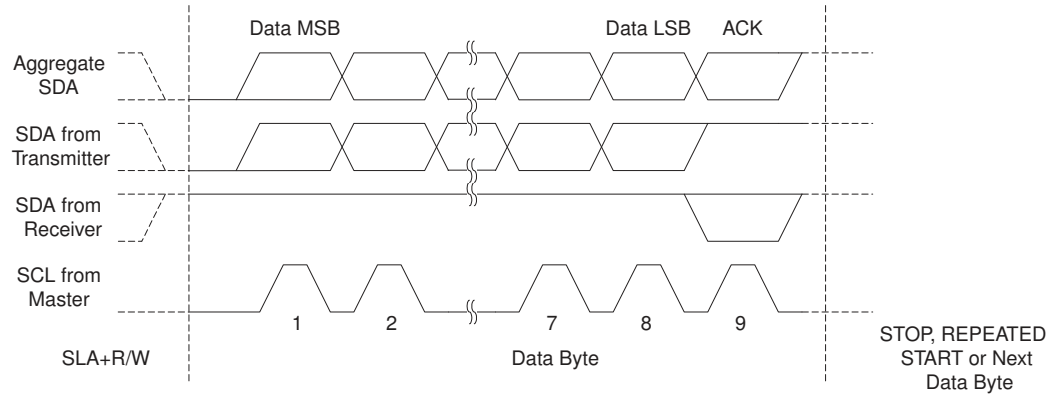 Data MSB
Data LSB
ACK
Aggregate
SDA
SDA from
Transmitter
SDA from
Receiver
SCL from
Master
1
2
7
8
9
SLA+R/W
Data Byte
STOP, REPEATED
START or Next
Data Byte